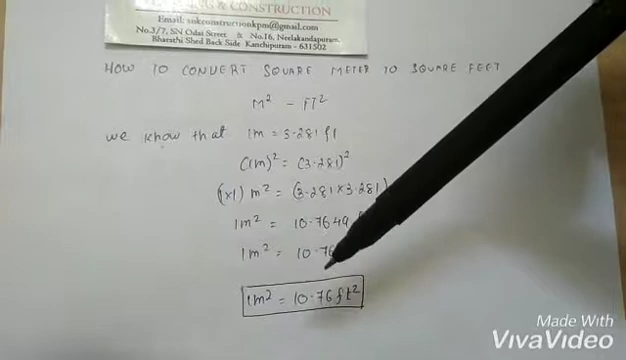 & CONSTRUCTION
Email: snkconstructionkpm@gmail.com
No.3/7, SN Odai Street & No.16, Neelakandapuram,
Bharathi Shed Back Side Kanchipuram - 631502
HOW TO CONVERT SQUARE METER TO SQUARE FEET
M² - FT²
we know that 1m = 3.281 ft
(1m)² = (3.281)²
(1×1) m² = (3.281×3.281)
1m² = 10.7649
1m² = 10.76
1m² = 10.76 ft²
Made With
VivaVideo